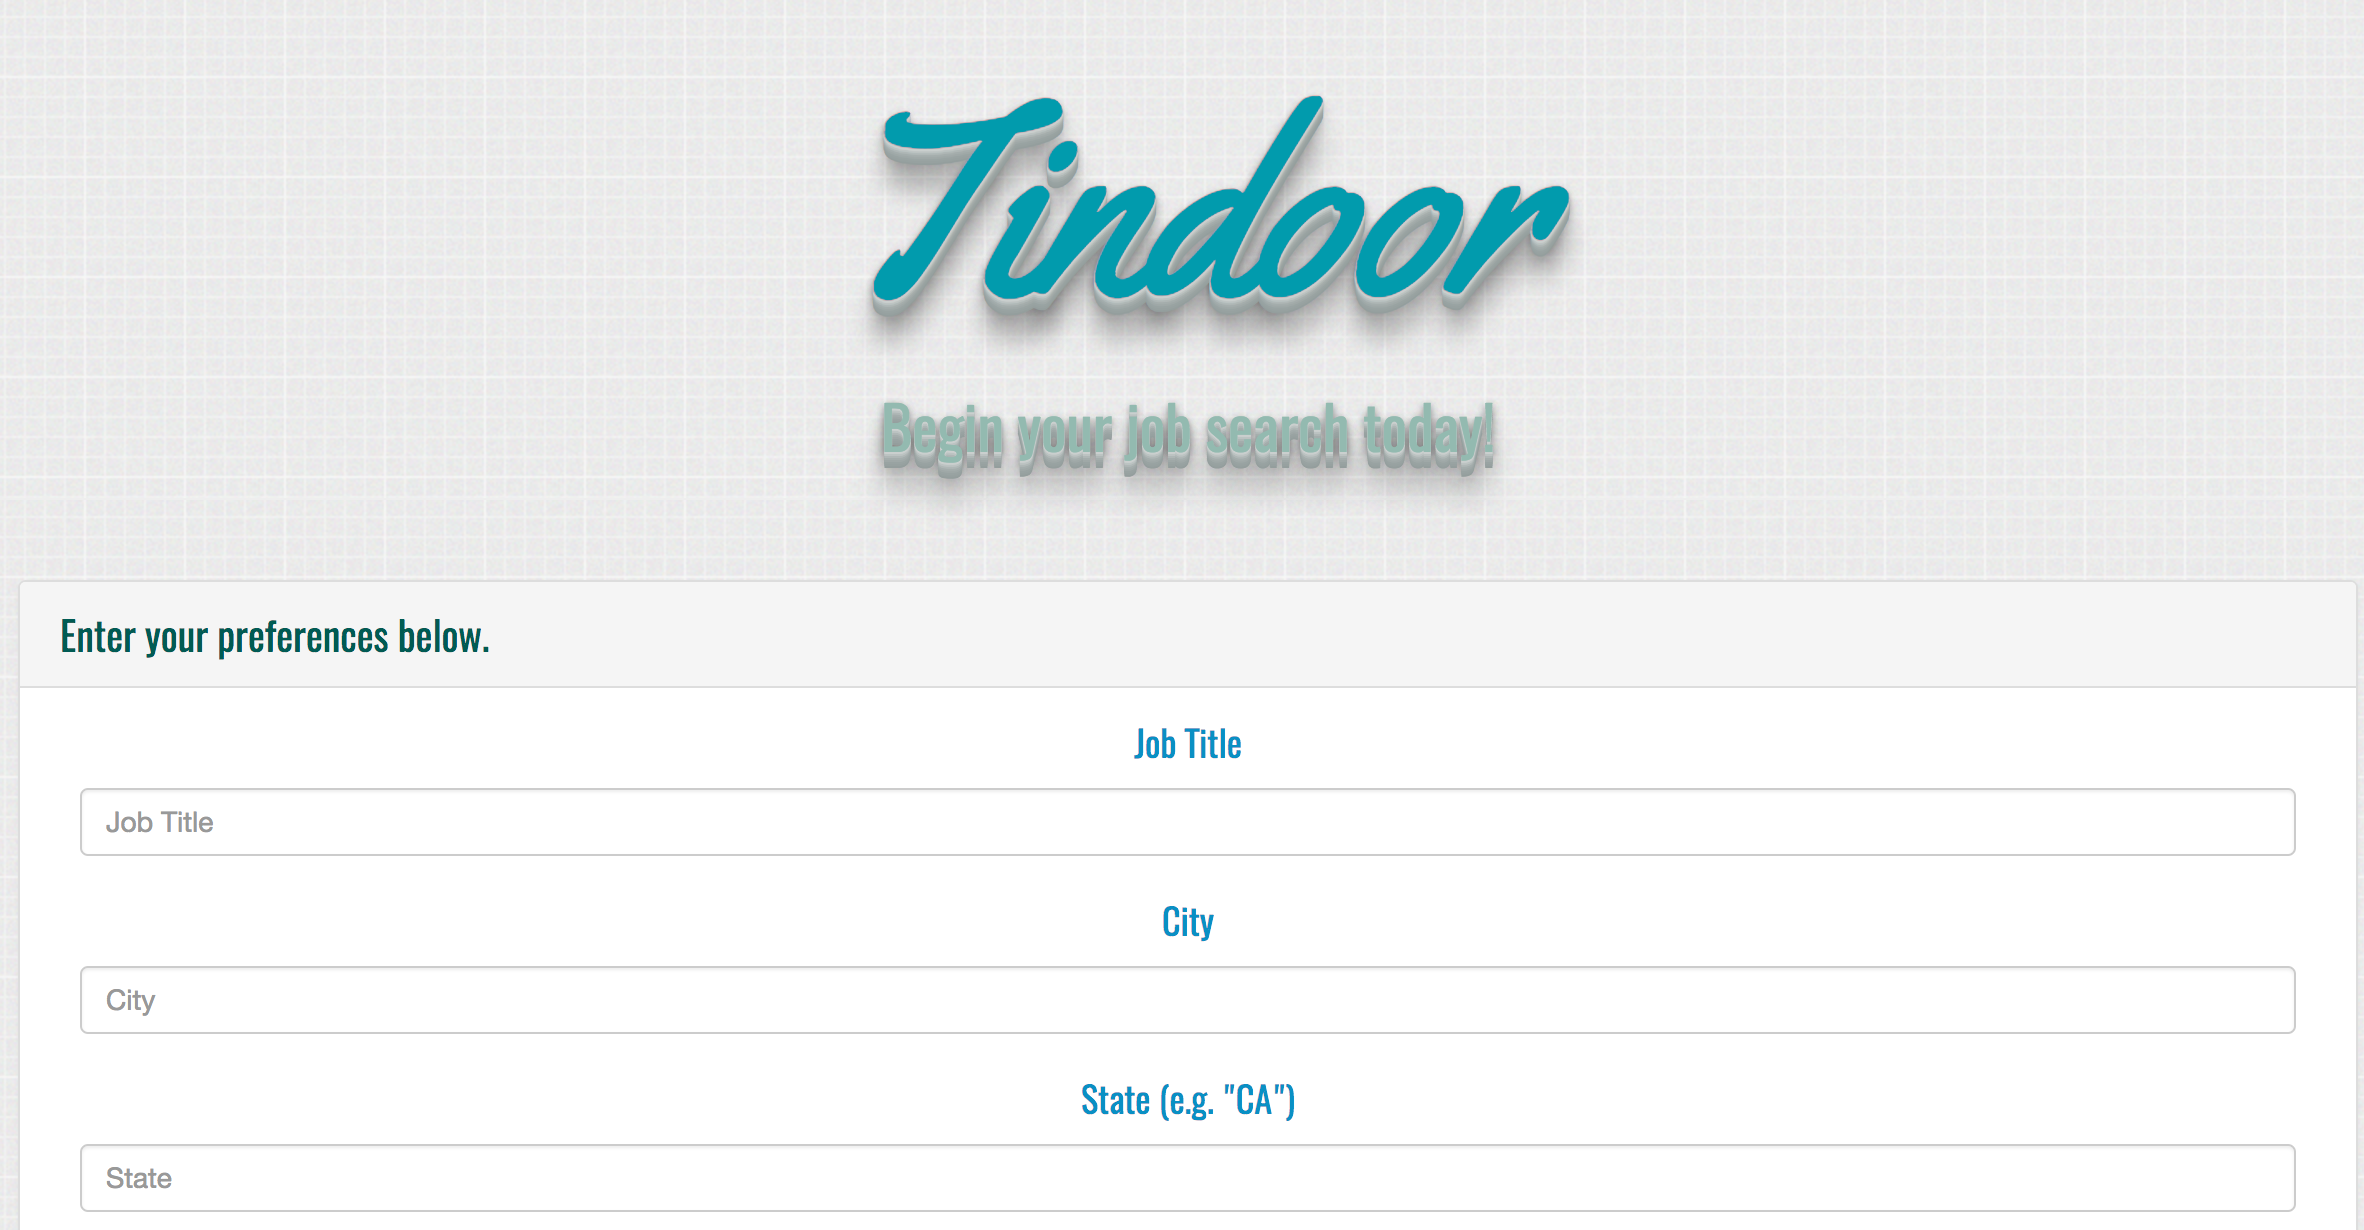 Tindoor
Begin your job search today!
Enter your preferences below.
Job Title
Job Title
City
City
State (e.g. "CA")
State